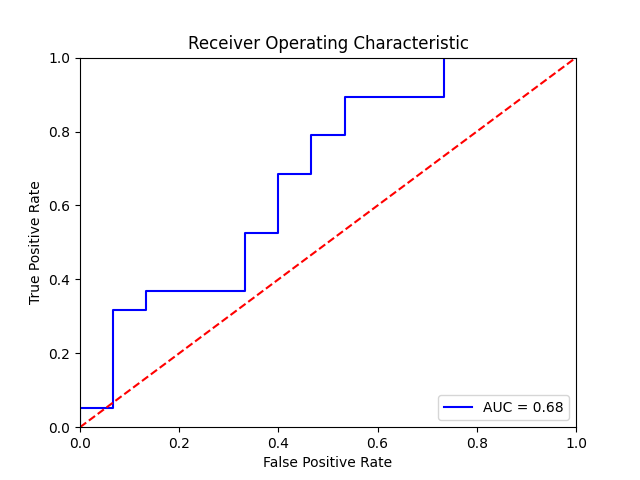 Receiver Operating Characteristic
1.0
0.8
0.6
0.4
0.2
0.0
True Positive Rate
AUC = 0.68
0.0 0.2 0.4 0.6 0.8 1.0
False Positive Rate